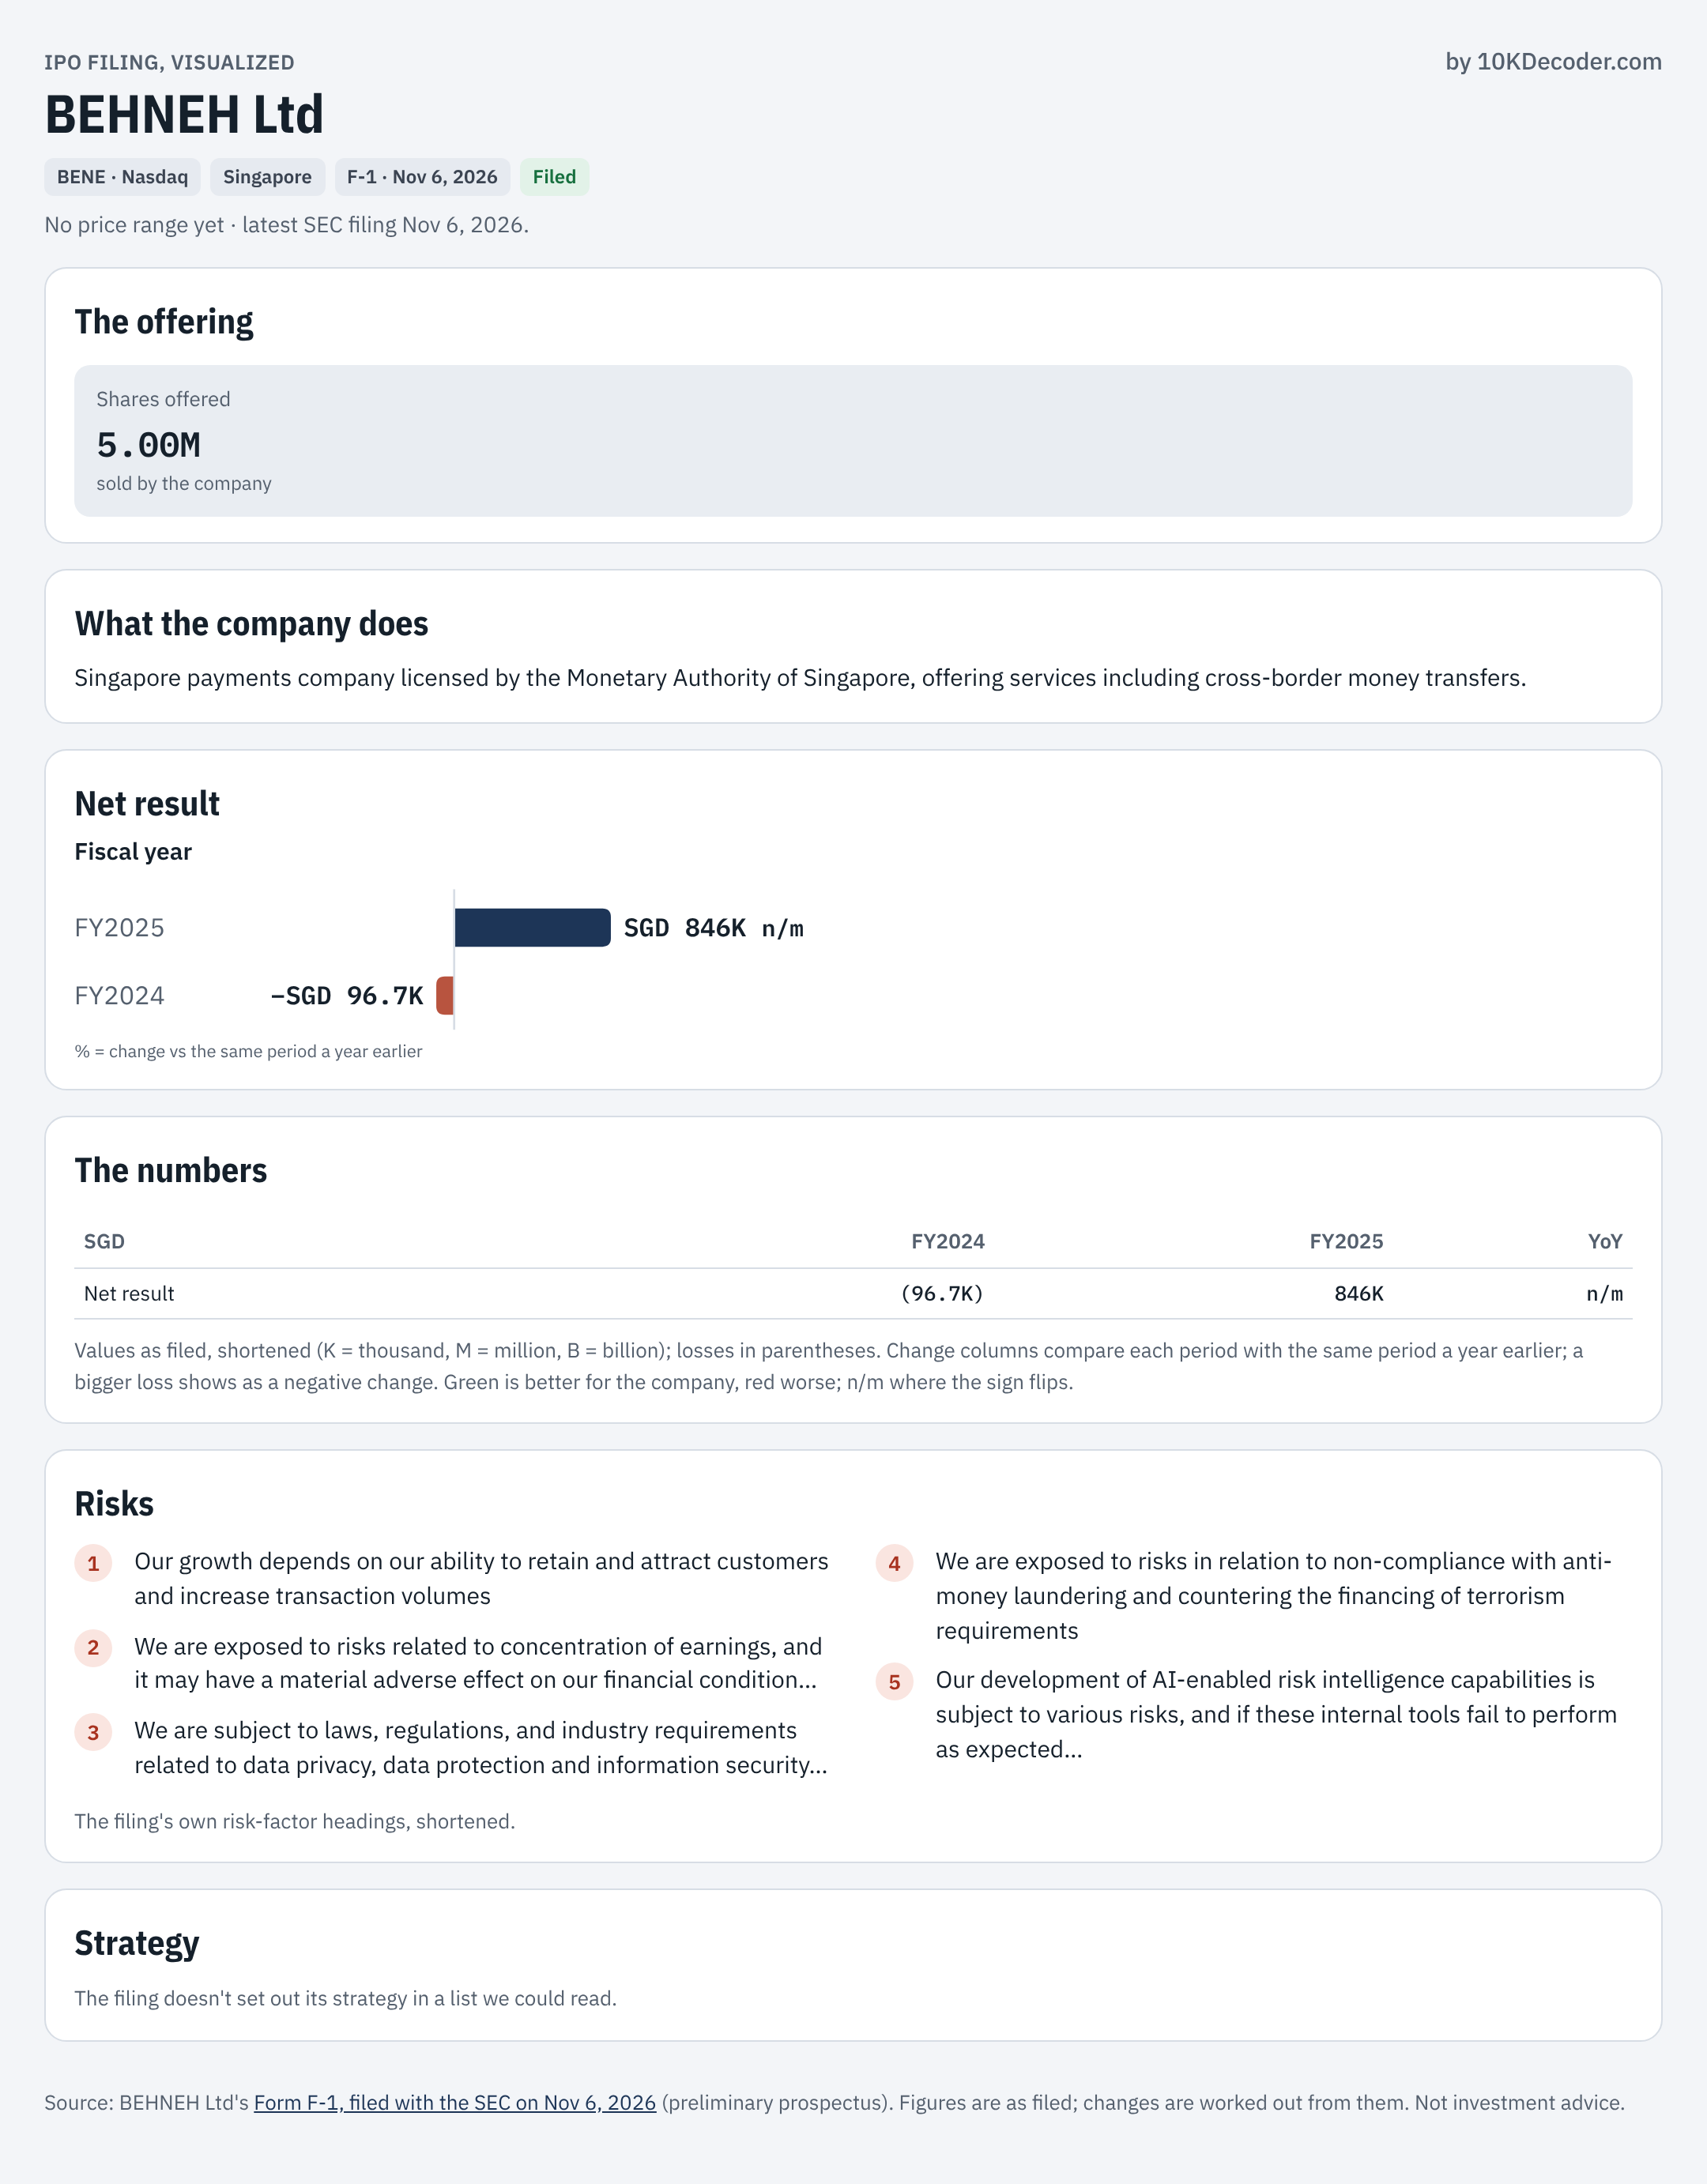 IPO FILING, VISUALIZED
by 10KDecoder.com
BEHNEH Ltd
BENE · Nasdaq
Singapore
F-1 · Nov 6, 2026
Filed
No price range yet · latest SEC filing Nov 6, 2026.
The offering
Shares offered
5.00M
sold by the company
What the company does
Singapore payments company licensed by the Monetary Authority of Singapore, offering services including cross-border money transfers.
Net result
Fiscal year
FY2025 SGD 846K n/m
FY2024 −SGD 96.7K
% = change vs the same period a year earlier
The numbers
SGD FY2024 FY2025 YoY
Net result (96.7K) 846K n/m
Values as filed, shortened (K = thousand, M = million, B = billion); losses in parentheses. Change columns compare each period with the same period a year earlier; a
bigger loss shows as a negative change. Green is better for the company, red worse; n/m where the sign flips.
Risks
1 Our growth depends on our ability to retain and attract customers
and increase transaction volumes
2 We are exposed to risks related to concentration of earnings, and
it may have a material adverse effect on our financial condition...
3 We are subject to laws, regulations, and industry requirements
related to data privacy, data protection and information security...
4 We are exposed to risks in relation to non-compliance with anti-
money laundering and countering the financing of terrorism
requirements
5 Our development of AI-enabled risk intelligence capabilities is
subject to various risks, and if these internal tools fail to perform
as expected...
The filing's own risk-factor headings, shortened.
Strategy
The filing doesn't set out its strategy in a list we could read.
Source: BEHNEH Ltd's Form F-1, filed with the SEC on Nov 6, 2026 (preliminary prospectus). Figures are as filed; changes are worked out from them. Not investment advice.